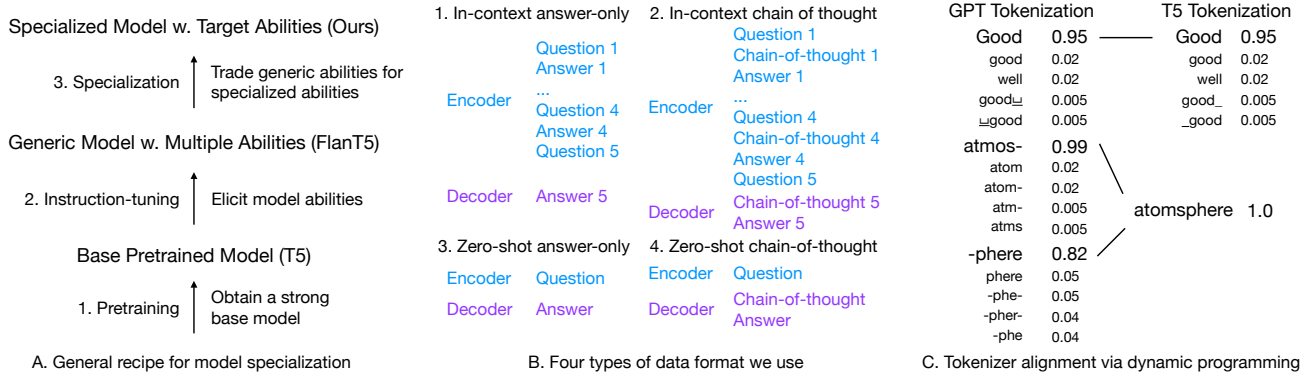 Specialized Model w. Target Abilities (Ours)
3. Specialization
Trade generic abilities for
specialized abilities
Generic Model w. Multiple Abilities (FlanT5)
2. Instruction-tuning
Elicit model abilities
Base Pretrained Model (T5)
1. Pretraining
Obtain a strong
base model
A. General recipe for model specialization
1. In-context answer-only
Encoder
Question 1
Answer 1
...
Question 4
Answer 4
Question 5
Decoder
Answer 5
2. In-context chain of thought
Encoder
Question 1
Chain-of-thought 1
Answer 1
...
Question 4
Chain-of-thought 4
Answer 4
Question 5
Decoder
Chain-of-thought 5
Answer 5
3. Zero-shot answer-only
Encoder Question
Decoder Answer
4. Zero-shot chain-of-thought
Encoder Question
Decoder
Chain-of-thought
Answer
B. Four types of data format we use
GPT Tokenization
Good 0.95
good 0.02
well 0.02
good␣ 0.005
␣good 0.005
atmos- 0.99
atom 0.02
atom- 0.02
atm- 0.005
atms 0.005
-phere 0.82
phere 0.05
-phe- 0.05
-pher- 0.04
-phe 0.04
T5 Tokenization
Good 0.95
good 0.02
well 0.02
good_ 0.005
_good 0.005
atomsphere 1.0
C. Tokenizer alignment via dynamic programming